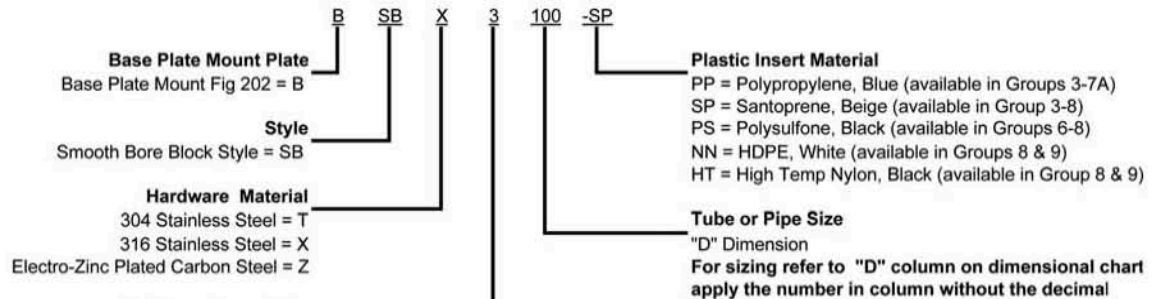 B SB X 3 100 -SP
Base Plate Mount Plate
Base Plate Mount Fig 202 = B
Style
Smooth Bore Block Style = SB
Hardware Material
304 Stainless Steel = T
316 Stainless Steel = X
Electro-Zinc Plated Carbon Steel = Z
Plastic Insert Material
PP = Polypropylene, Blue (available in Groups 3-7A)
SP = Santoprene, Beige (available in Group 3-8)
PS = Polysulfone, Black (available in Groups 6-8)
NN = HDPE, White (available in Groups 8 & 9)
HT = High Temp Nylon, Black (available in Group 8 & 9)
Tube or Pipe Size
"D" Dimension
For sizing refer to "D" column on dimensional chart
apply the number in column without the decimal